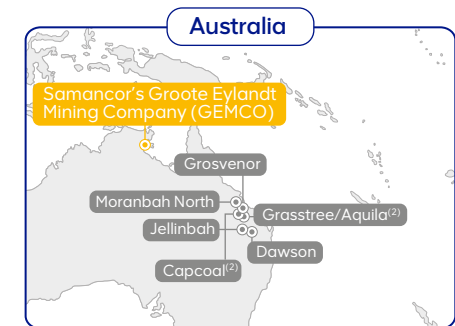 Australia
Samancor's Groote Eylandt
Mining Company (GEMCO)
Grosvenor
Moranbah North
Grasstree/Aquila(2)
Jellinbah
Dawson
Capcoal(2)